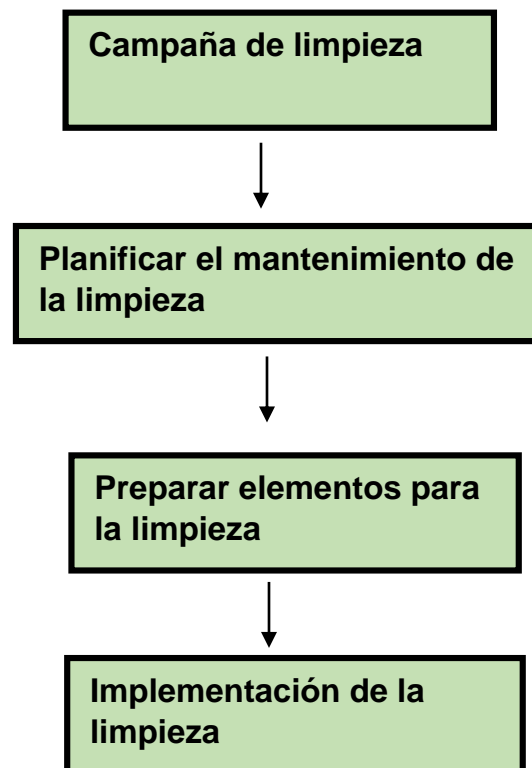 Campaña de limpieza
Planificar el mantenimiento de
la limpieza
Preparar elementos para
la limpieza
Implementación de la
limpieza